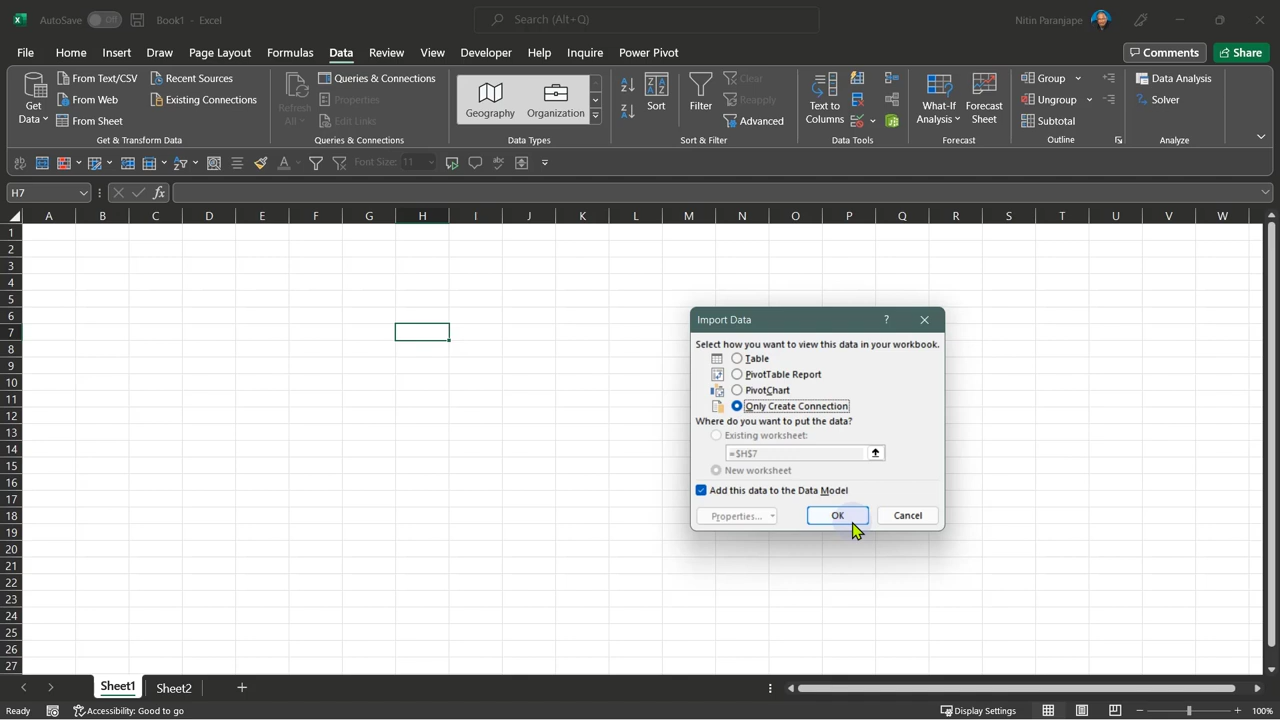 AutoSave Off Book1 - Excel Search (Alt+Q) Nitin Paranjape
File Home Insert Draw Page Layout Formulas Data Review View Developer Help Inquire Power Pivot Comments Share
Get Data
From Text/CSV
From Web
From Sheet
Recent Sources
Existing Connections
Get & Transform Data
Refresh All
Queries & Connections
Properties
Edit Links
Queries & Connections
Geography
Organization
Data Types
Sort
Filter
Clear
Reapply
Advanced
Sort & Filter
Text to Columns
Data Tools
What-If Analysis
Forecast Sheet
Forecast
Group
Ungroup
Subtotal
Outline
Data Analysis
Solver
Analyze
ab Font Size: 11
H7 fx
A B C D E F G H I J K L M N O P Q R S T U V W
1
2
3
4
5
6
7
8
9
10
11
12
13
14
15
16
17
18
19
20
21
22
23
24
25
26
27
Import Data ?
Select how you want to view this data in your workbook.
Table
PivotTable Report
PivotChart
Only Create Connection
Where do you want to put the data?
Existing worksheet:
=$H$7
New worksheet
Add this data to the Data Model
Properties... OK Cancel
Sheet1 Sheet2
Ready Accessibility: Good to go Display Settings 100%